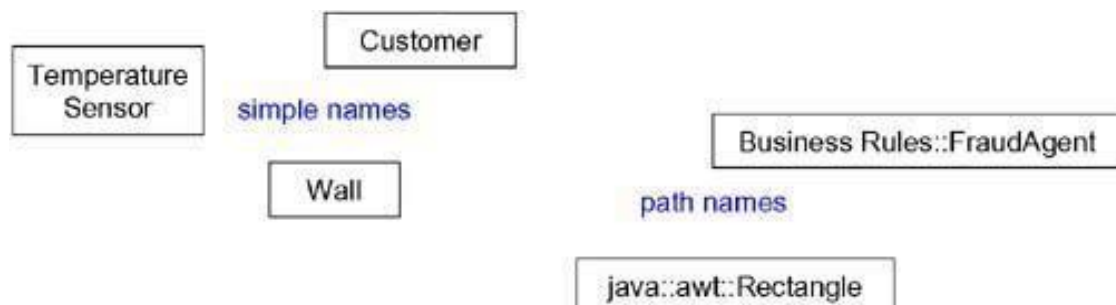 Customer
Temperature
Sensor
simple names
Business Rules::FraudAgent
Wall
path names
java::awt::Rectangle